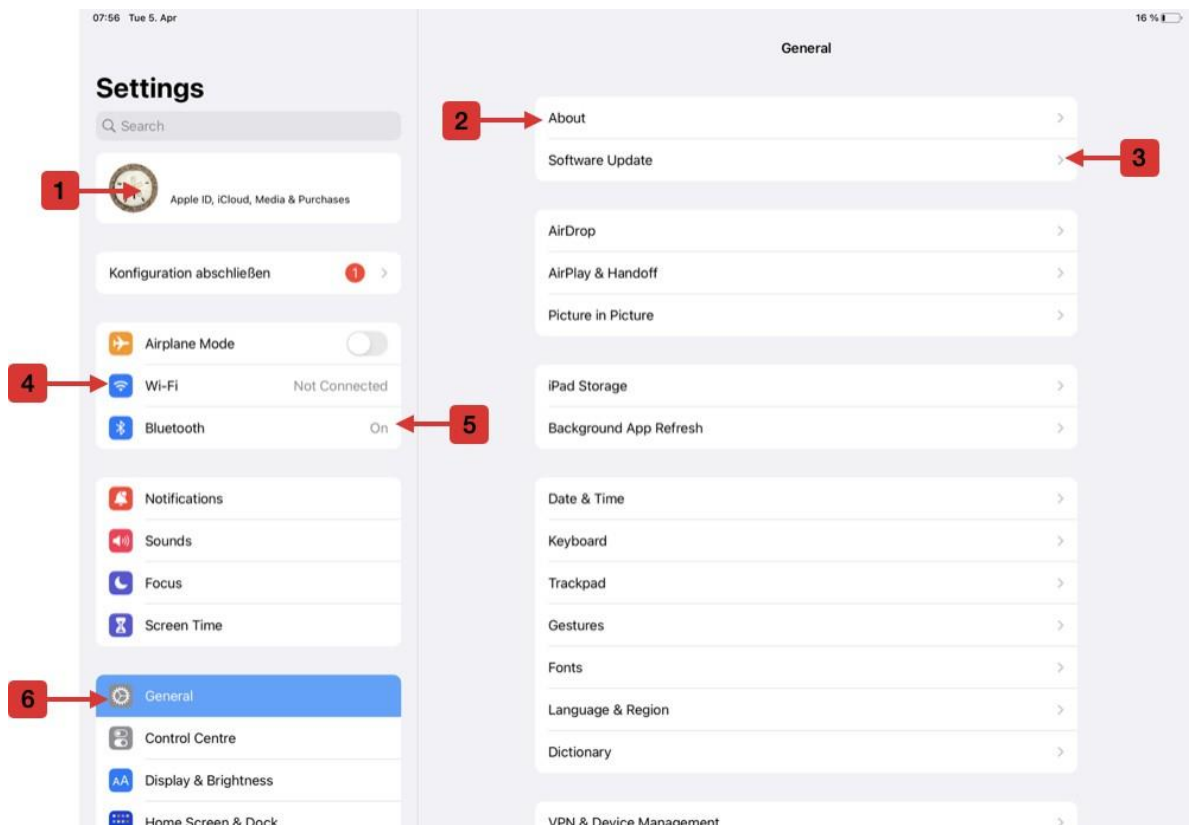 07:56 Tue 5. Apr
16 %
Settings
Search
1
Apple ID, iCloud, Media & Purchases
Konfiguration abschließen 1
Airplane Mode
4
Wi-Fi Not Connected
Bluetooth On
5
Notifications
Sounds
Focus
Screen Time
6
General
Control Centre
AA Display & Brightness
Home Screen & Dock
General
2
About
Software Update
3
AirDrop
AirPlay & Handoff
Picture in Picture
iPad Storage
Background App Refresh
Date & Time
Keyboard
Trackpad
Gestures
Fonts
Language & Region
Dictionary
VPN & Device Management